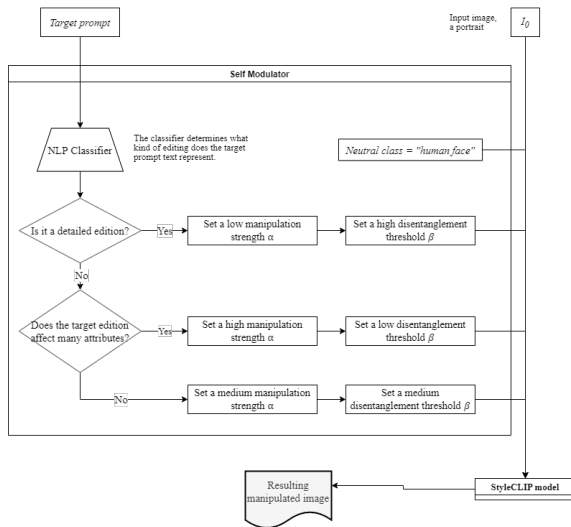 Target prompt
Input image,
a portrait
I₀
Self Modulator
NLP Classifier
The classifier determines what
kind of editing does the target
prompt text represent.
Neutral class = "human face"
Is it a detailed edition?
Yes
Set a low manipulation
strength α
Set a high disentanglement
threshold β
No
Does the target edition
affect many attributes?
Yes
Set a high manipulation
strength α
Set a low disentanglement
threshold β
No
Set a medium manipulation
strength α
Set a medium
disentanglement threshold β
Resulting
manipulated image
StyleCLIP model